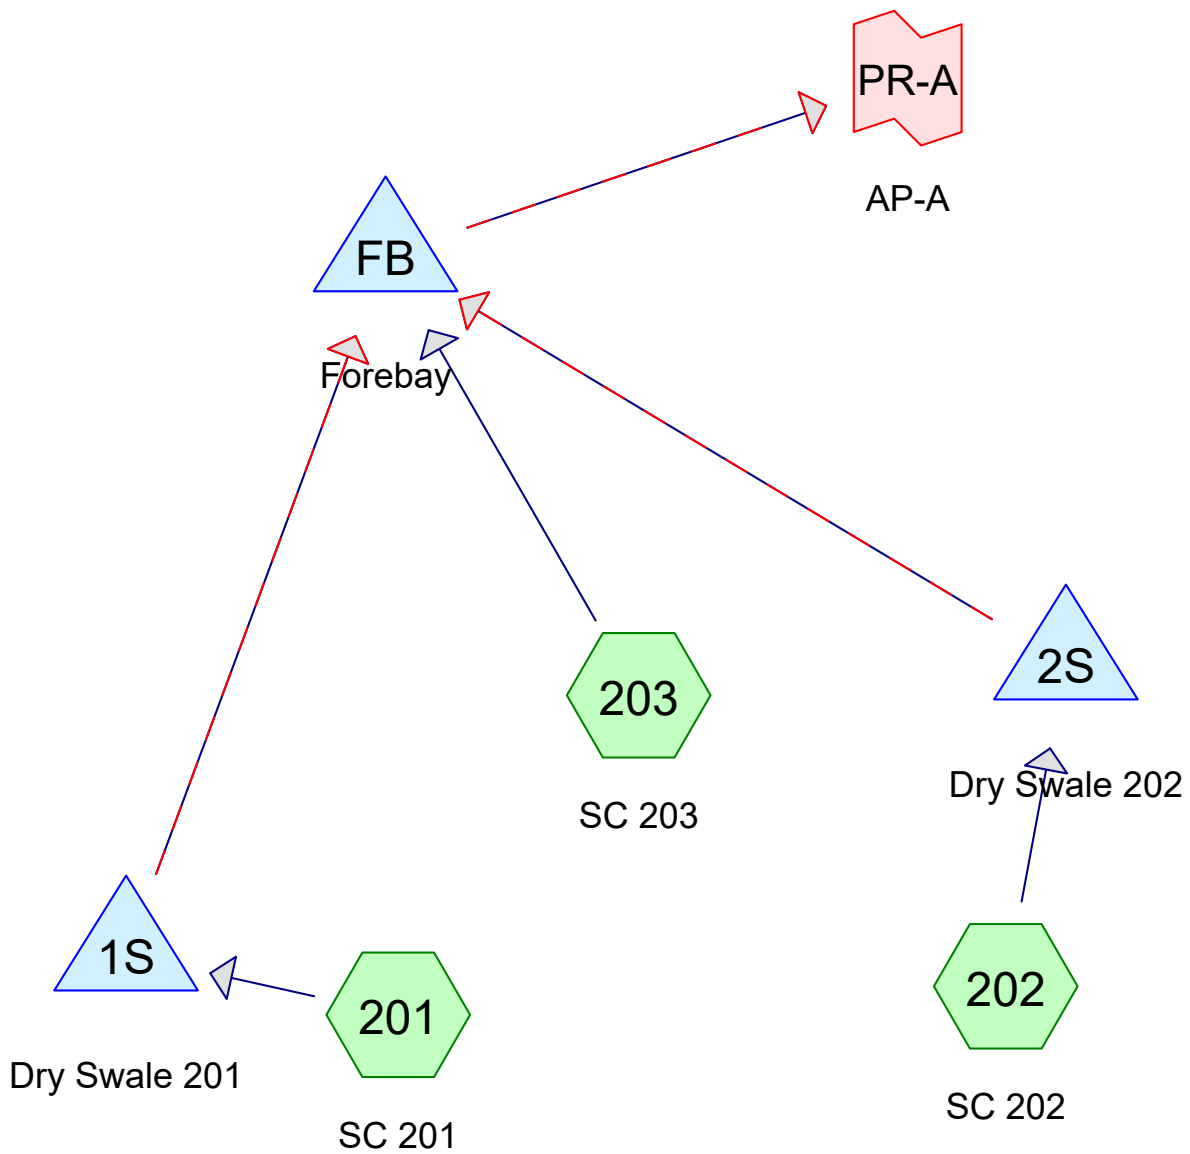 PR-A
AP-A
FB
Forebay
2S
203
Dry Swale 202
SC 203
1S
202
201
Dry Swale 201
SC 202
SC 201